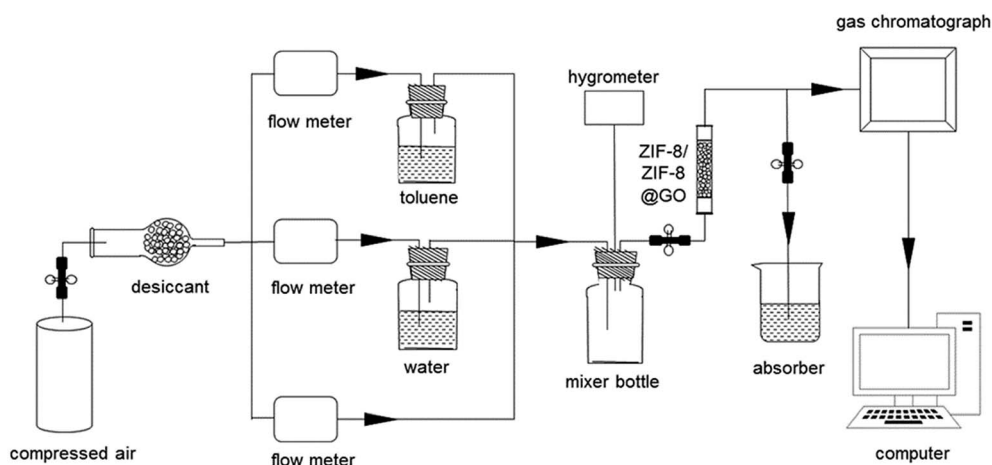 gas chromatograph
hygrometer
flow meter
ZIF-8/
ZIF-8
@GO
toluene
desiccant
flow meter
water
mixer bottle
absorber
compressed air
flow meter
computer